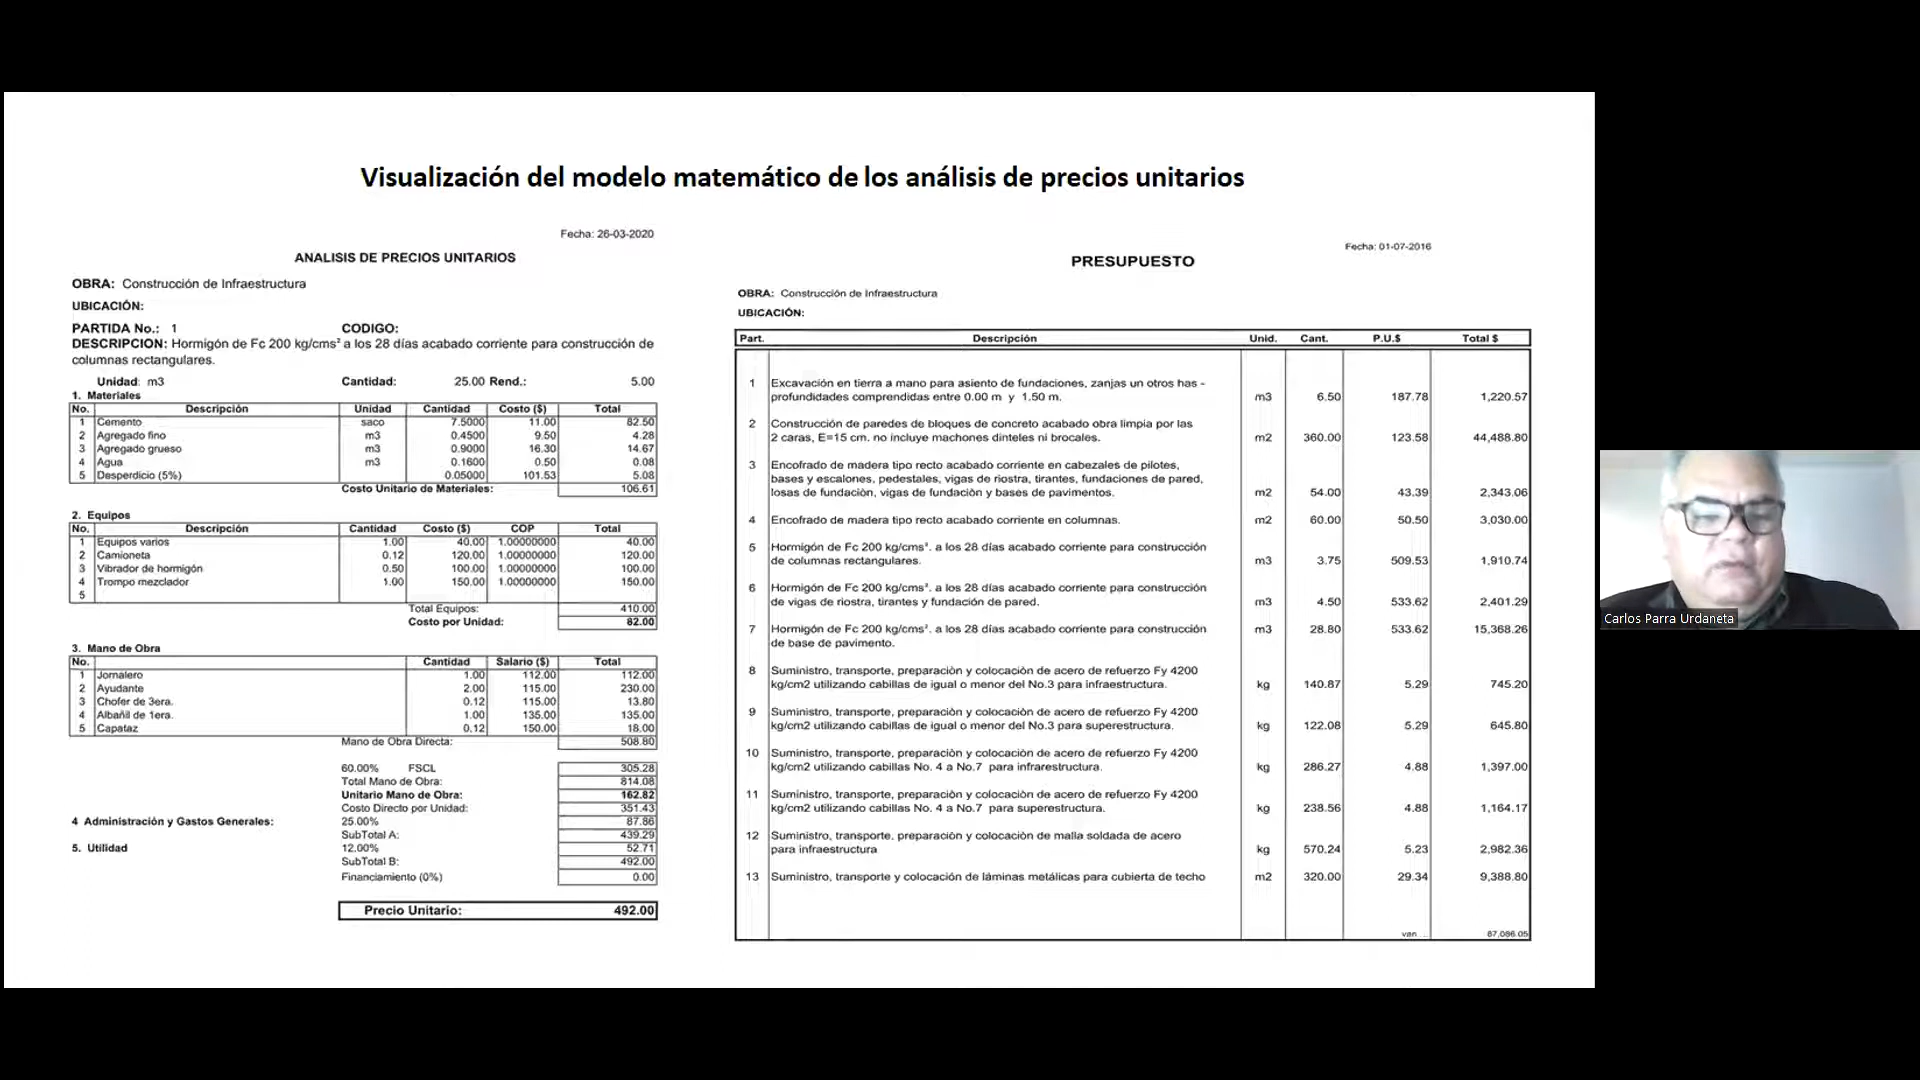 Visualización del modelo matemático de los análisis de precios unitarios
Fecha: 26-03-2020
ANALISIS DE PRECIOS UNITARIOS
OBRA: Construcción de Infraestructura
UBICACIÓN:
PARTIDA No.: 1 CODIGO:
DESCRIPCION: Hormigón de Fc 200 kg/cms² a los 28 días acabado corriente para construcción de
columnas rectangulares.
Unidad: m3 Cantidad: 25.00 Rend.: 5.00
1. Materiales
No. Descripción Unidad Cantidad Costo ($) Total
1 Cemento saco 7.5000 11.00 82.50
2 Agregado fino m3 0.4500 9.50 4.28
3 Agregado grueso m3 0.9000 16.30 14.67
4 Agua m3 0.1600 0.50 0.08
5 Desperdicio (5%) 0.05000 101.53 5.08
Costo Unitario de Materiales: 106.61
2. Equipos
No. Descripción Cantidad Costo ($) COP Total
1 Equipos varios 1.00 40.00 1.00000000 40.00
2 Camioneta 0.12 120.00 1.00000000 120.00
3 Vibrador de hormigón 0.50 100.00 1.00000000 100.00
4 Trompo mezclador 1.00 150.00 1.00000000 150.00
5
Total Equipos: 410.00
Costo por Unidad: 82.00
3. Mano de Obra
No. Cantidad Salario ($) Total
1 Jornalero 1.00 112.00 112.00
2 Ayudante 2.00 115.00 230.00
3 Chofer de 3era. 0.12 115.00 13.80
4 Albañil de 1era. 1.00 135.00 135.00
5 Capataz 0.12 150.00 18.00
Mano de Obra Directa: 508.80
60.00% FSCL 305.28
Total Mano de Obra: 814.08
Unitario Mano de Obra: 162.82
Costo Directo por Unidad: 351.43
4 Administración y Gastos Generales: 25.00% 87.86
SubTotal A: 439.29
5. Utilidad 12.00% 52.71
SubTotal B: 492.00
Financiamiento (0%) 0.00
Precio Unitario: 492.00
Fecha: 01-07-2016
PRESUPUESTO
OBRA: Construcción de Infraestructura
UBICACIÓN:
Part. Descripción Unid. Cant. P.U.$ Total $
1 Excavación en tierra a mano para asiento de fundaciones, zanjas un otros has -
profundidades comprendidas entre 0.00 m y 1.50 m. m3 6.50 187.78 1,220.57
2 Construcción de paredes de bloques de concreto acabado obra limpia por las
2 caras, E=15 cm. no incluye machones dinteles ni brocales. m2 360.00 123.58 44,488.80
3 Encofrado de madera tipo recto acabado corriente en cabezales de pilotes,
bases y escalones, pedestales, vigas de riostra, tirantes, fundaciones de pared,
losas de fundación, vigas de fundación y bases de pavimentos. m2 54.00 43.39 2,343.06
4 Encofrado de madera tipo recto acabado corriente en columnas. m2 60.00 50.50 3,030.00
5 Hormigón de Fc 200 kg/cms². a los 28 días acabado corriente para construcción
de columnas rectangulares. m3 3.75 509.53 1,910.74
6 Hormigón de Fc 200 kg/cms². a los 28 días acabado corriente para construcción
de vigas de riostra, tirantes y fundación de pared. m3 4.50 533.62 2,401.29
7 Hormigón de Fc 200 kg/cms². a los 28 días acabado corriente para construcción m3 28.80 533.62 15,368.26
de base de pavimento.
8 Suministro, transporte, preparación y colocación de acero de refuerzo Fy 4200
kg/cm2 utilizando cabillas de igual o menor del No.3 para infraestructura. kg 140.87 5.29 745.20
9 Suministro, transporte, preparación y colocación de acero de refuerzo Fy 4200
kg/cm2 utilizando cabillas de igual o menor del No.3 para superestructura. kg 122.08 5.29 645.80
10 Suministro, transporte, preparación y colocación de acero de refuerzo Fy 4200
kg/cm2 utilizando cabillas No. 4 a No.7 para infrarestructura. kg 286.27 4.88 1,397.00
11 Suministro, transporte, preparación y colocación de acero de refuerzo Fy 4200
kg/cm2 utilizando cabillas No. 4 a No.7 para superestructura. kg 238.56 4.88 1,164.17
12 Suministro, transporte, preparación y colocación de malla soldada de acero
para infraestructura kg 570.24 5.23 2,982.36
13 Suministro, transporte y colocación de láminas metálicas para cubierta de techo m2 320.00 29.34 9,388.80
van ... 87,086.05
Carlos Parra Urdaneta